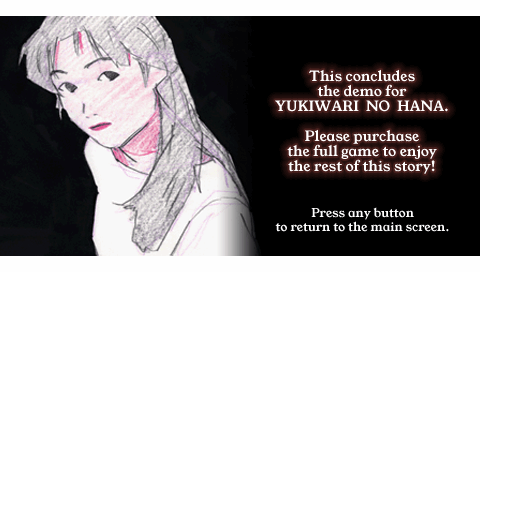 This concludes
the demo for
YUKIWARI NO HANA.
Please purchase
the full game to enjoy
the rest of this story!
Press any button
to return to the main screen.